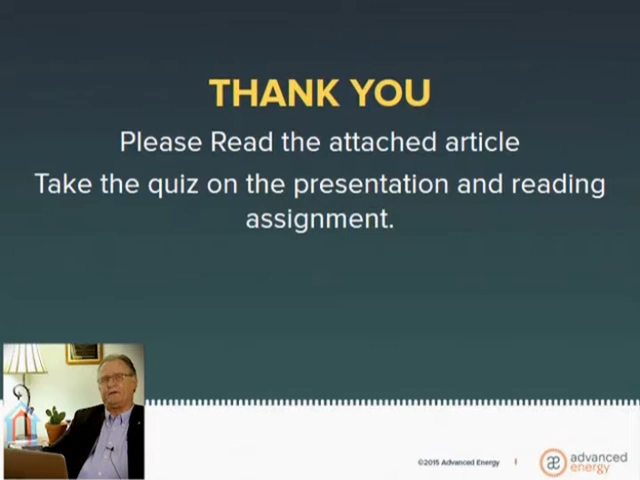 THANK YOU
Please Read the attached article
Take the quiz on the presentation and reading
assignment.
©2015 Advanced Energy
æ advanced
energy